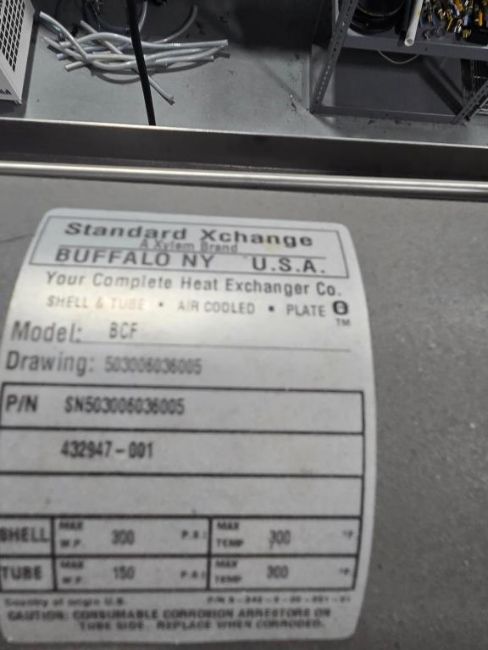 Standard Xchange
A Xylem Brand
BUFFALO NY U.S.A.
Your Complete Heat Exchanger Co.
SHELL & TUBE • AIR COOLED • PLATE
TM
Model: BCF
Drawing: 503006036005
P/N SN503006036005
432947-001
SHELL MAX W.P. 300 P.S.I MAX TEMP 300 °F
TUBE MAX W.P. 150 P.S.I MAX TEMP 300 °F
Country of origin U.S.
CAUTION: CONSUMABLE CORROSION ARRESTORS ON
TUBE SIDE. REPLACE WHEN CORRODED.